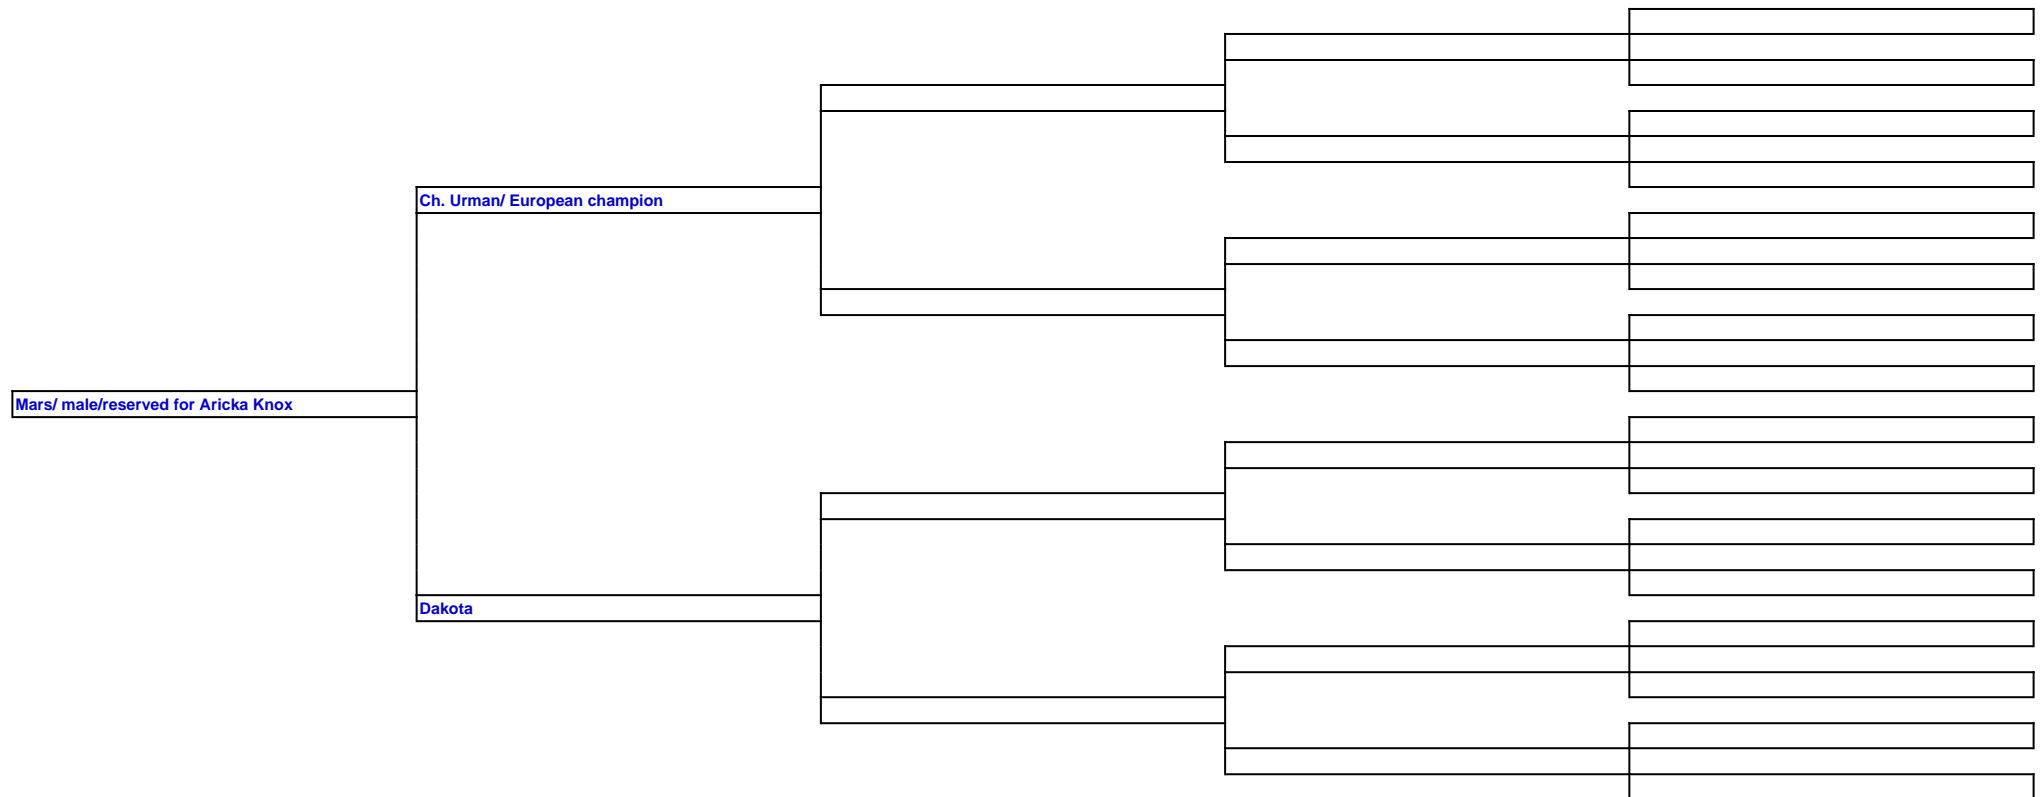 Ch. Urman/ European champion
Mars/ male/reserved for Aricka Knox
Dakota